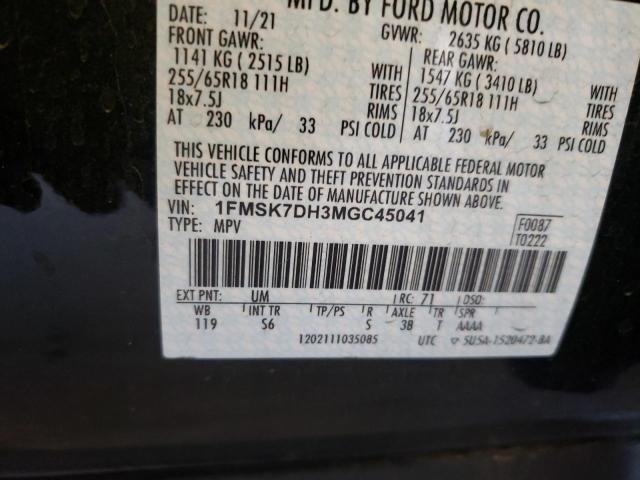 MFD. BY FORD MOTOR CO.
DATE: 11/21 GVWR: 2635 KG ( 5810 LB)
FRONT GAWR: REAR GAWR:
1141 KG ( 2515 LB) WITH 1547 KG ( 3410 LB) WITH
255/65R18 111H TIRES 255/65R18 111H TIRES
18x7.5J RIMS 18x7.5J RIMS
AT 230 kPa/ 33 PSI COLD AT 230 kPa/ 33 PSI COLD
THIS VEHICLE CONFORMS TO ALL APPLICABLE FEDERAL MOTOR
VEHICLE SAFETY AND THEFT PREVENTION STANDARDS IN
EFFECT ON THE DATE OF MANUFACTURE SHOWN ABOVE.
VIN: 1FMSK7DH3MGC45041 F0087
TYPE: MPV T0222
EXT PNT: UM RC: 71 DSO:
WB INT TR TP/PS R AXLE TR SPR
119 S6 S 3B T AAAA
1202111035085 UTC 5U5A-1520472-BA